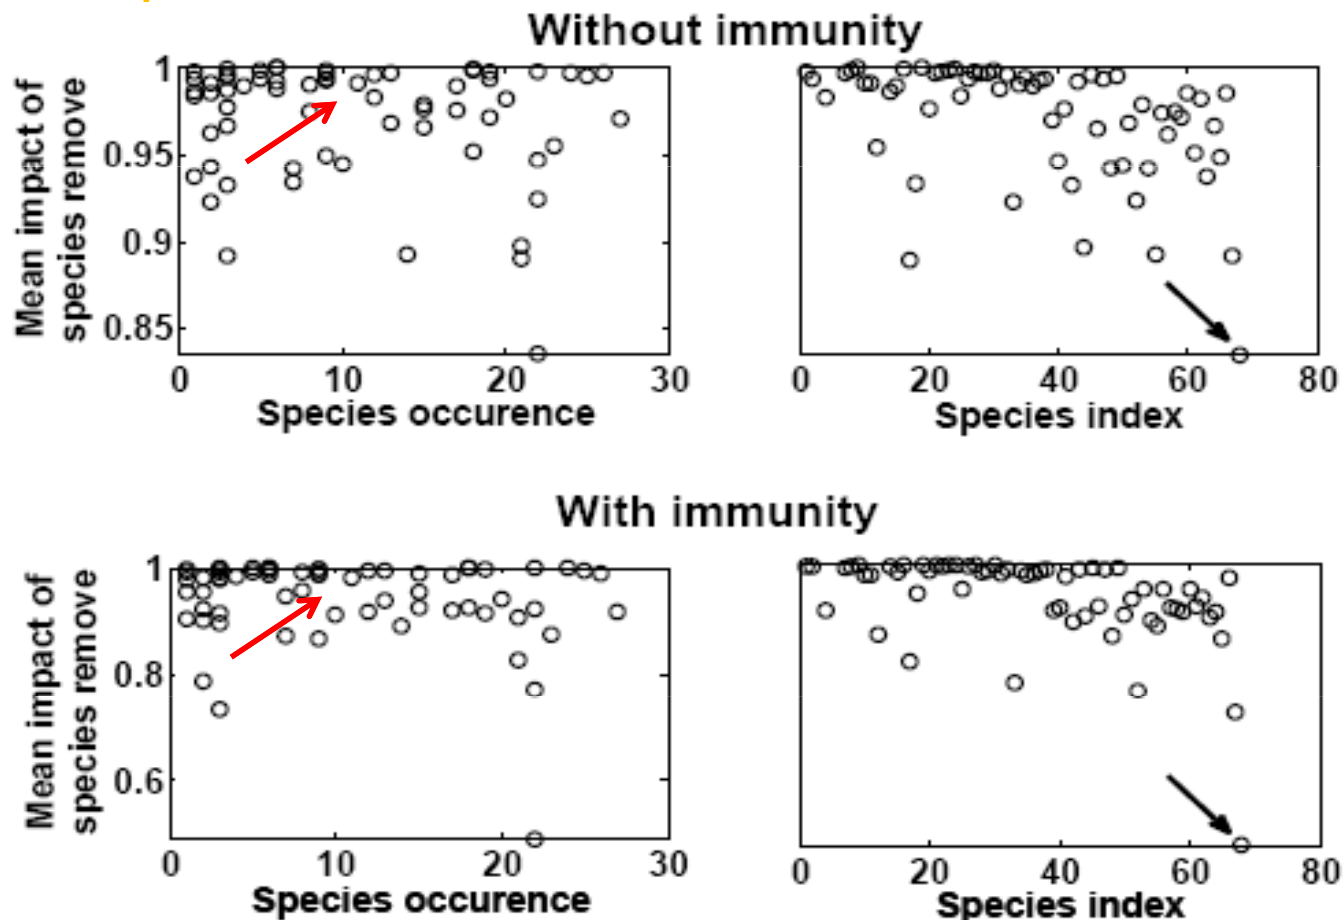 Without immunity
Mean impact of
species remove
1
0.95
0.9
0.85
0
10
20
30
Species occurence
0
20
40
60
80
Species index
With immunity
Mean impact of
species remove
1
0.8
0.6
0
10
20
30
Species occurence
0
20
40
60
80
Species index